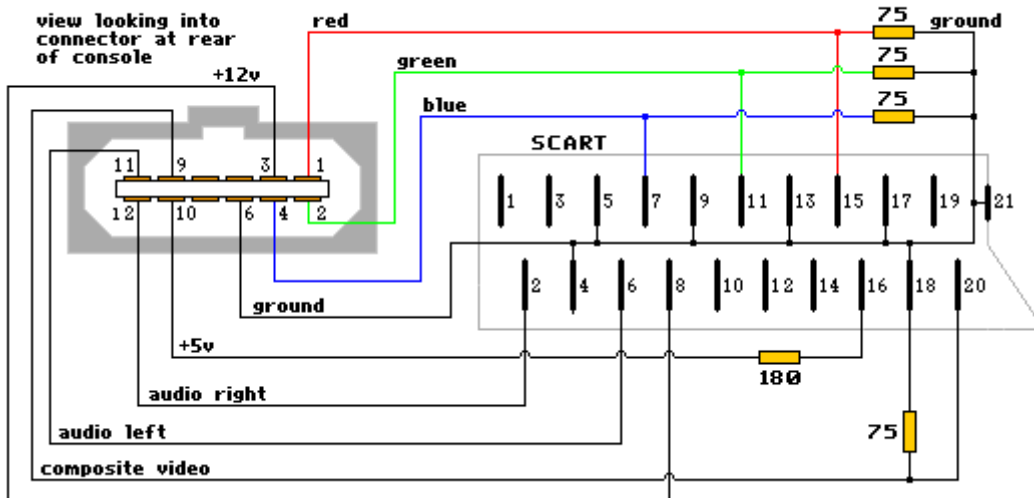 view looking into
connector at rear
of console
red
75
ground
green
75
+12v
blue
75
SCART
11 9 3 1
12 10 6 4 2
1 3 5 7 9 11 13 15 17 19 21
2 4 6 8 10 12 14 16 18 20
ground
+5v
180
audio right
audio left
75
composite video